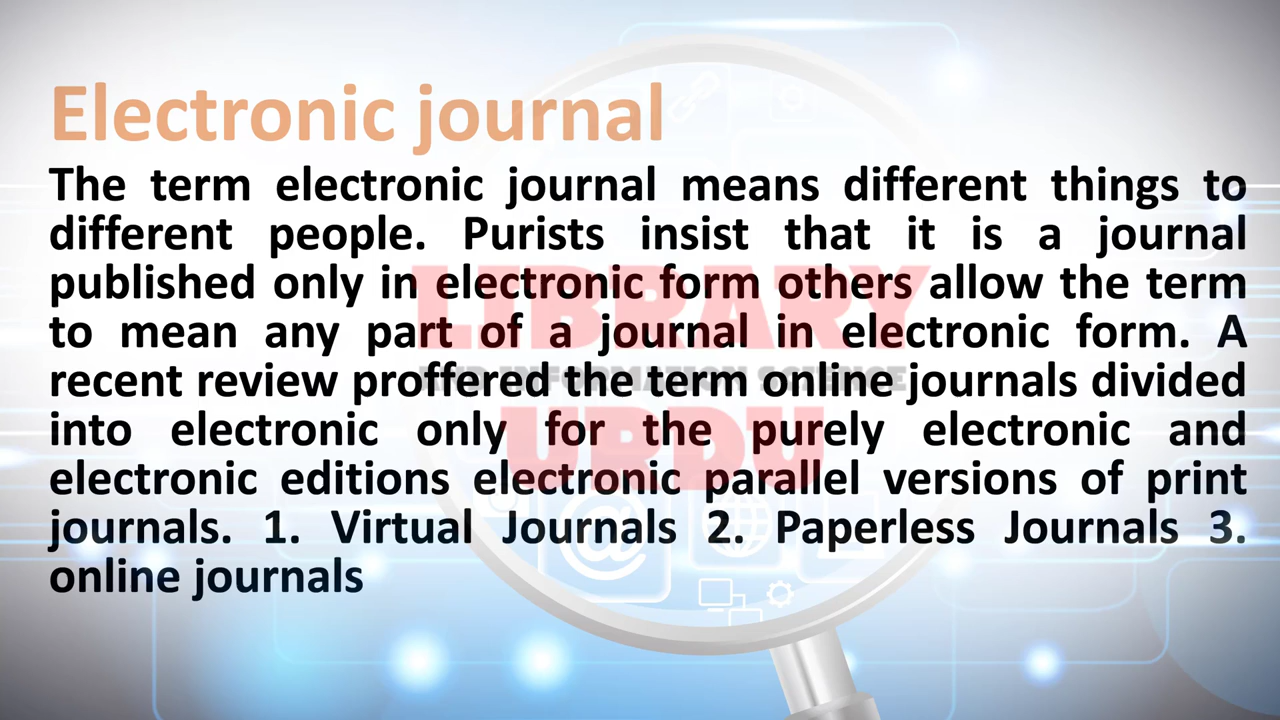 Electronic journal
The term electronic journal means different things to
different people. Purists insist that it is a journal
published only in electronic form others allow the term
to mean any part of a journal in electronic form. A
recent review proffered the term online journals divided
into electronic only for the purely electronic and
electronic editions electronic parallel versions of print
journals. 1. Virtual Journals 2. Paperless Journals 3.
online journals
LIBRARY
AND INFORMATION SCIENCE
URDU